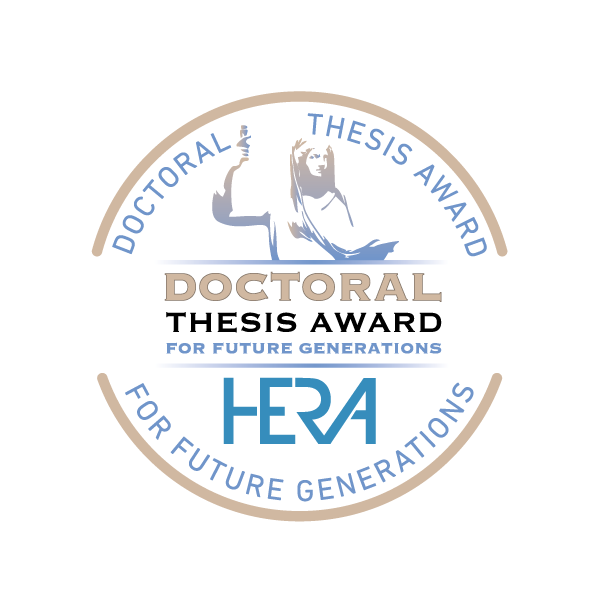 DOCTORAL THESIS AWARD
DOCTORAL
THESIS AWARD
FOR FUTURE GENERATIONS
HERA
FOR FUTURE GENERATIONS